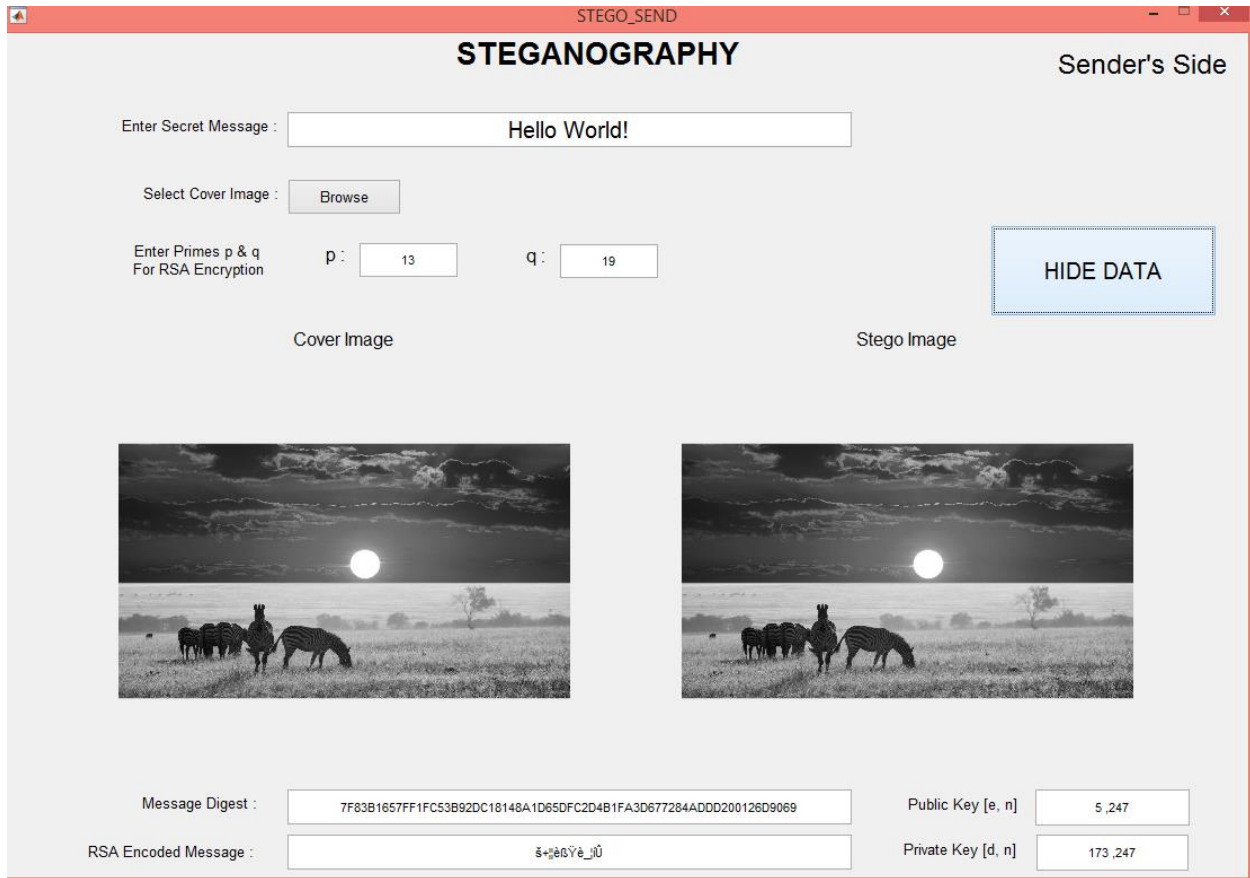 STEGO_SEND
STEGANOGRAPHY
Sender's Side
Enter Secret Message :
Hello World!
Select Cover Image :
Browse
Enter Primes p & q
For RSA Encryption
p :
13
q :
19
HIDE DATA
Cover Image
Stego Image
Message Digest :
7F83B1657FF1FC53B92DC18148A1D65DFC2D4B1FA3D677284ADDD200126D9069
Public Key [e, n]
5 ,247
RSA Encoded Message :
Private Key [d, n]
173 ,247